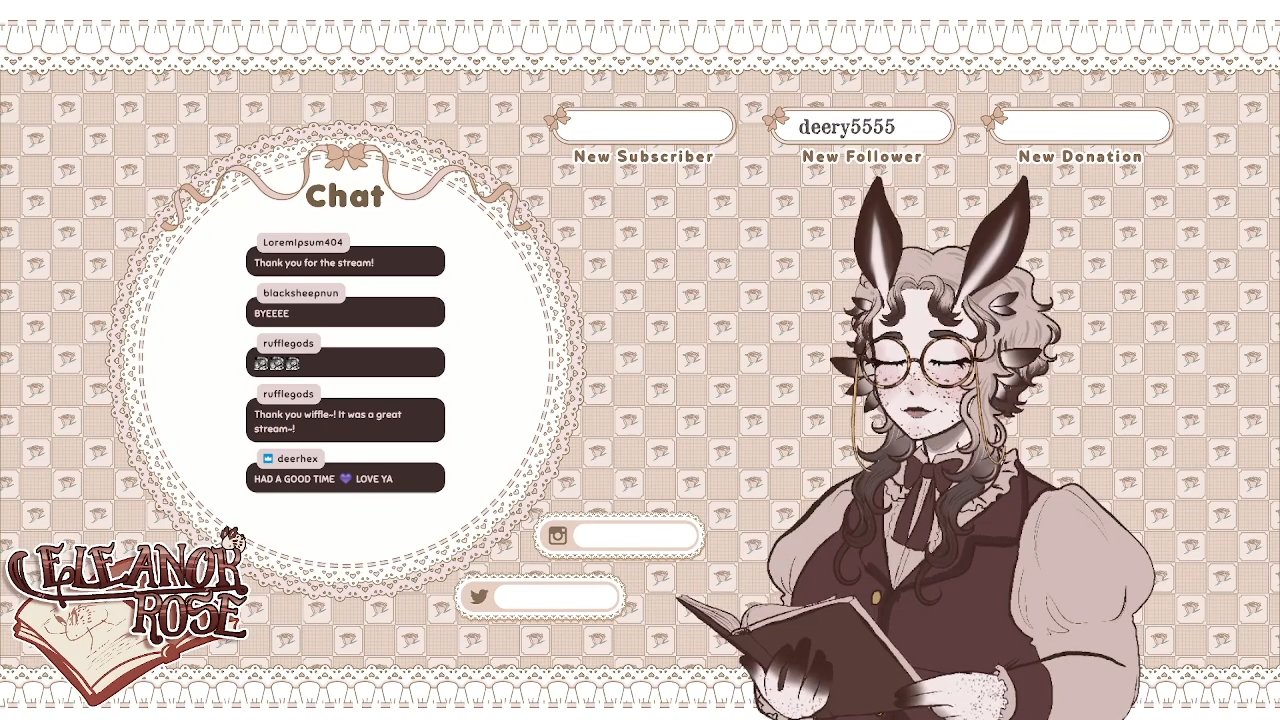 deery5555
New Subscriber
New Follower
New Donation
Chat
LoremIpsum404
Thank you for the stream!
blacksheepnun
BYEEEE
rufflegods
rufflegods
Thank you wiffle~! It was a great
stream~!
deerhex
HAD A GOOD TIME 💜 LOVE YA
ELEANOR
ROSE